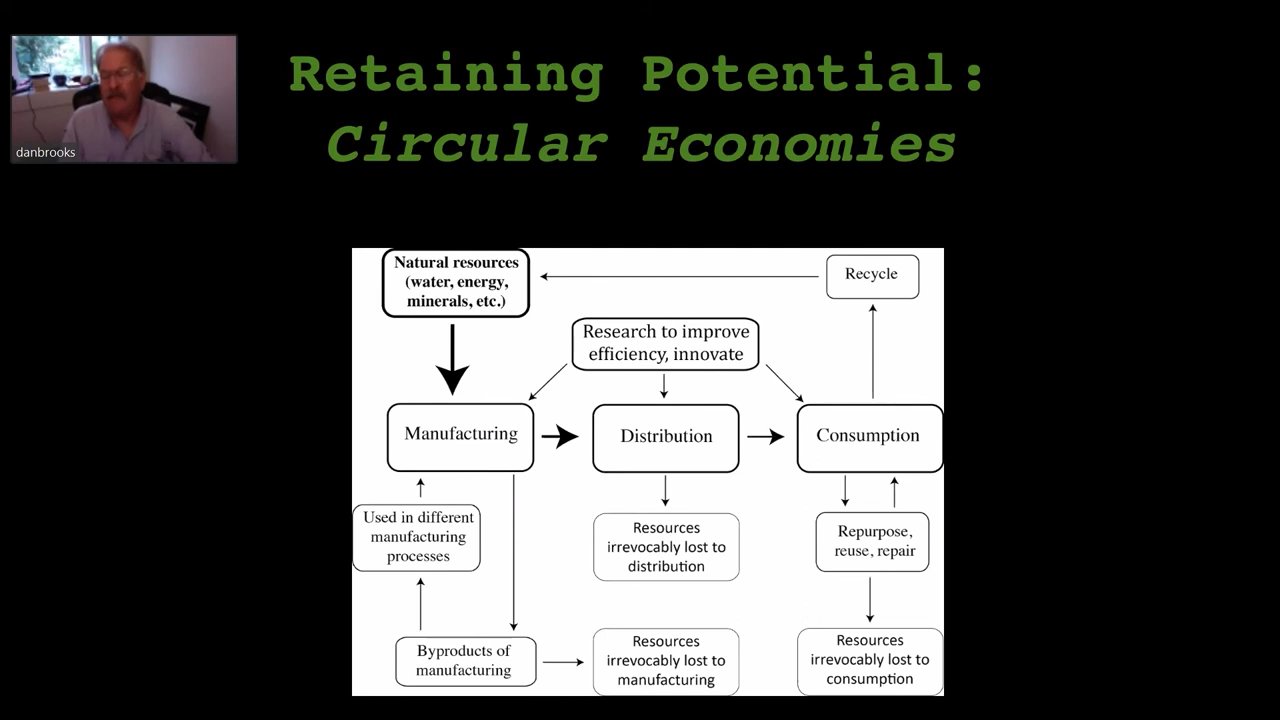 Retaining Potential:
Circular Economies
danbrooks
Natural resources
(water, energy,
minerals, etc.)
Recycle
Research to improve
efficiency, innovate
Manufacturing
Distribution
Consumption
Used in different
manufacturing
processes
Resources
irrevocably lost to
distribution
Repurpose,
reuse, repair
Byproducts of
manufacturing
Resources
irrevocably lost to
manufacturing
Resources
irrevocably lost to
consumption